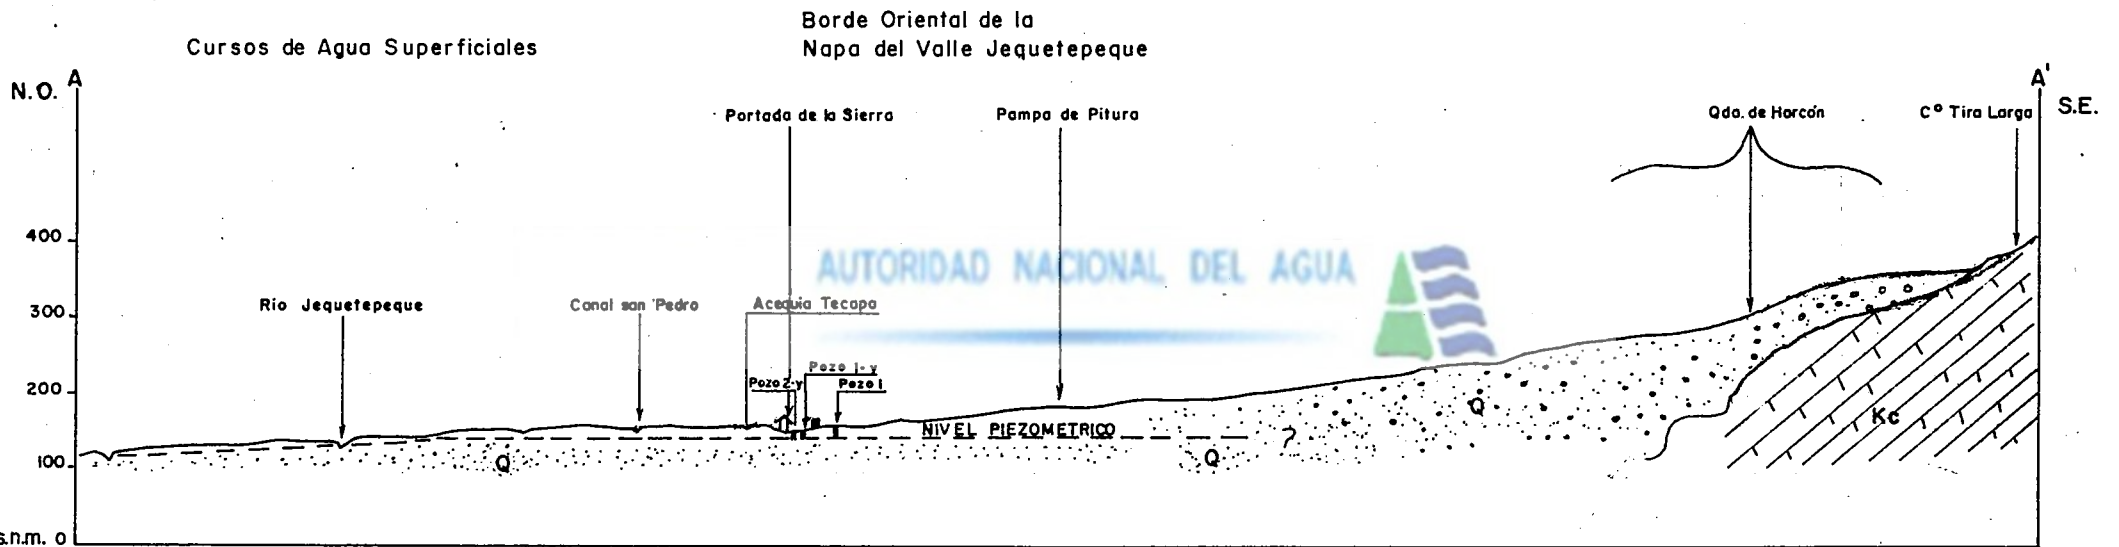 Borde Oriental de la
Napa del Valle Jequetepeque
Cursos de Agua Superficiales
N.O. A
A' S.E.
Portada de la Sierra
Pampa de Pitura
Qda. de Horcón
C° Tira Larga
400
300
200
100
s.n.m. 0
AUTORIDAD NACIONAL DEL AGUA
Río Jequetepeque
Canal san Pedro
Acequia Tecapa
Pozo 2-y
Pozo 1-y
Pozo 1
NIVEL PIEZOMETRICO
?
Q
Q
Q
Kc